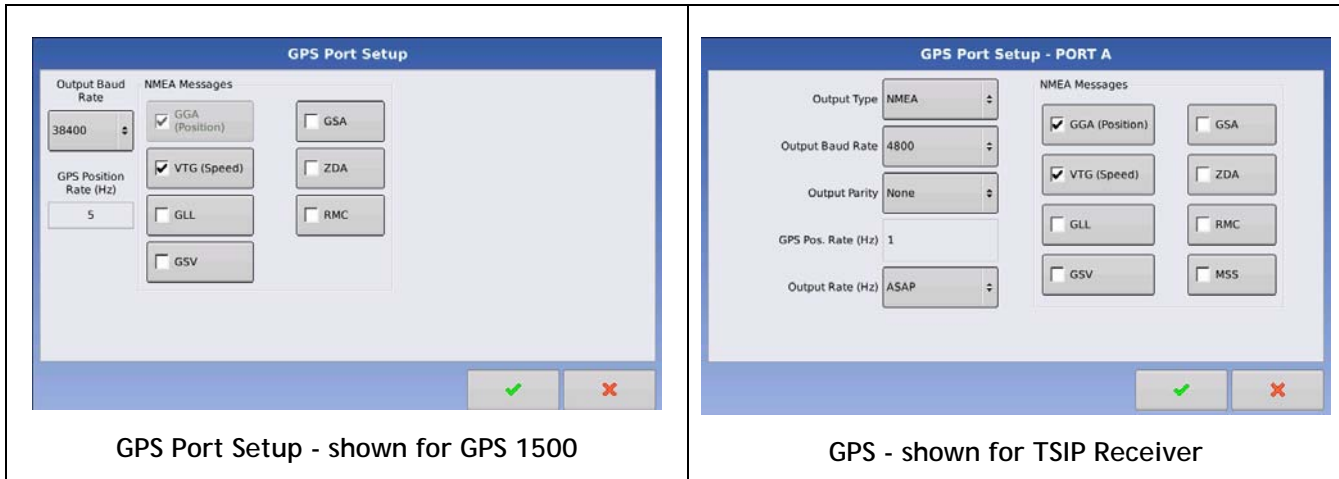 GPS Port Setup
Output Baud
Rate
38400
GPS Position
Rate (Hz)
5
NMEA Messages
GGA
(Position)
VTG (Speed)
GLL
GSV
GSA
ZDA
RMC
GPS Port Setup - shown for GPS 1500
GPS Port Setup - PORT A
Output Type NMEA
Output Baud Rate 4800
Output Parity None
GPS Pos. Rate (Hz) 1
Output Rate (Hz) ASAP
NMEA Messages
GGA (Position)
VTG (Speed)
GLL
GSV
GSA
ZDA
RMC
MSS
GPS - shown for TSIP Receiver